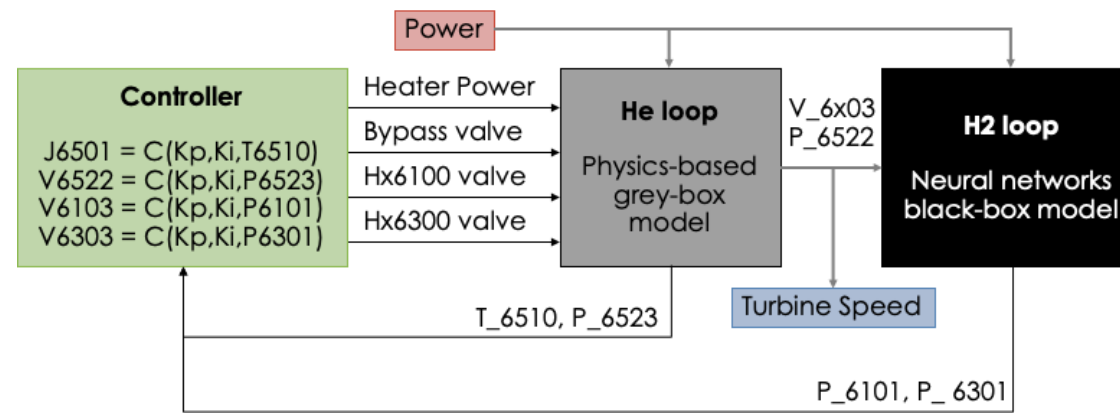 Power
Controller
J6501 = C(Kp,Ki,T6510)
V6522 = C(Kp,Ki,P6523)
V6103 = C(Kp,Ki,P6101)
V6303 = C(Kp,Ki,P6301)
Heater Power
Bypass valve
Hx6100 valve
Hx6300 valve
He loop
Physics-based
grey-box
model
V_6x03
P_6522
H2 loop
Neural networks
black-box model
Turbine Speed
T_6510, P_6523
P_6101, P_ 6301